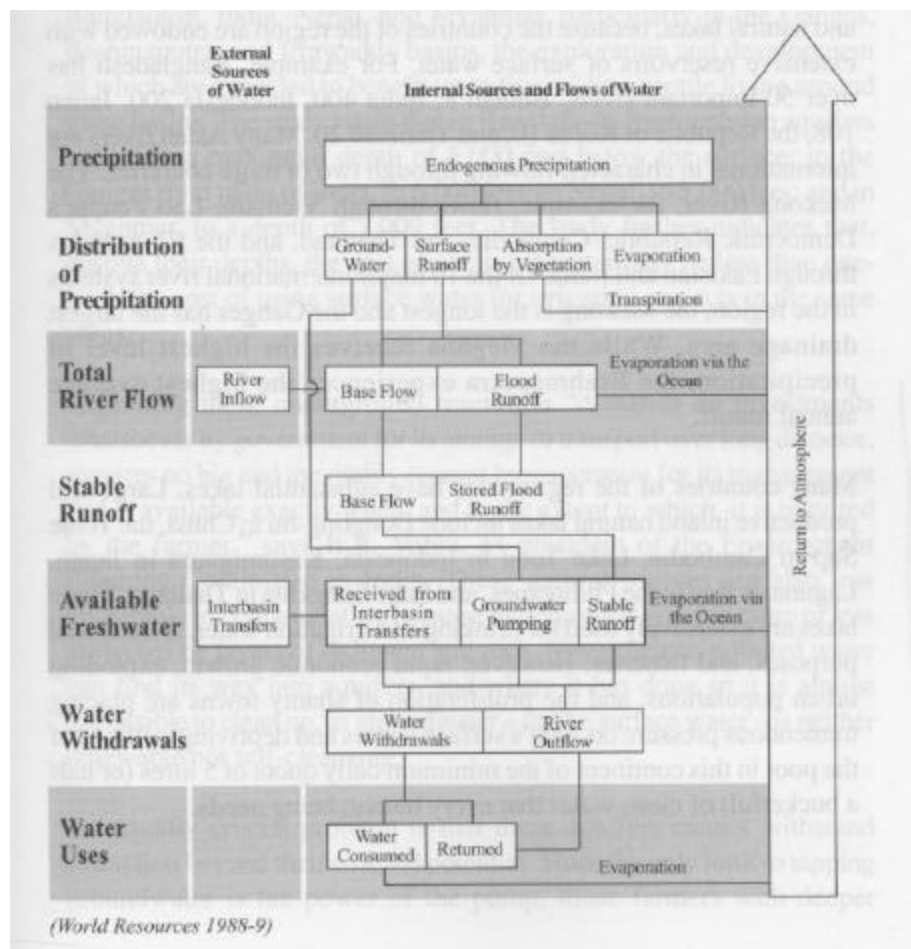 External
Sources
of Water
Internal Sources and Flows of Water
Precipitation
Endogenous Precipitation
Distribution
of
Precipitation
Ground-
Water
Surface
Runoff
Absorption
by Vegetation
Evaporation
Transpiration
Total
River Flow
River
Inflow
Base Flow
Flood
Runoff
Evaporation via the
Ocean
Stable
Runoff
Base Flow
Stored Flood
Runoff
Available
Freshwater
Interbasin
Transfers
Received from
Interbasin
Transfers
Groundwater
Pumping
Stable
Runoff
Evaporation via
the Ocean
Water
Withdrawals
Water
Withdrawals
River
Outflow
Water
Uses
Water
Consumed
Returned
Evaporation
Return to Atmosphere
(World Resources 1988-9)